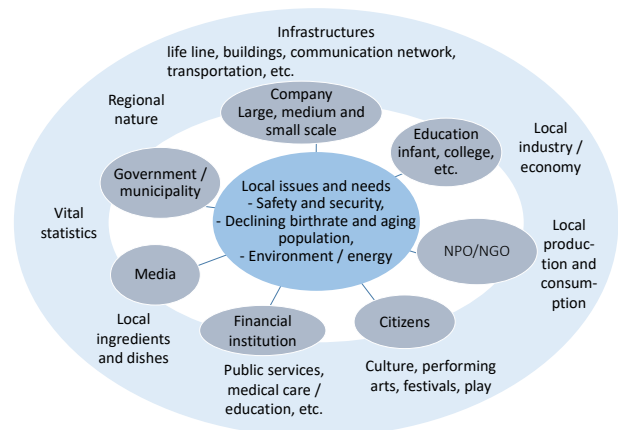 Infrastructures
life line, buildings, communication network,
transportation, etc.
Regional
nature
Company
Large, medium and
small scale
Education
infant, college,
etc.
Local
industry /
economy
Government /
municipality
Local issues and needs
- Safety and security,
- Declining birthrate and aging
population,
- Environment / energy
Vital
statistics
NPO/NGO
Local
produc-
tion and
consum-
ption
Media
Local
ingredients
and dishes
Financial
institution
Citizens
Public services,
medical care /
education, etc.
Culture, performing
arts, festivals, play